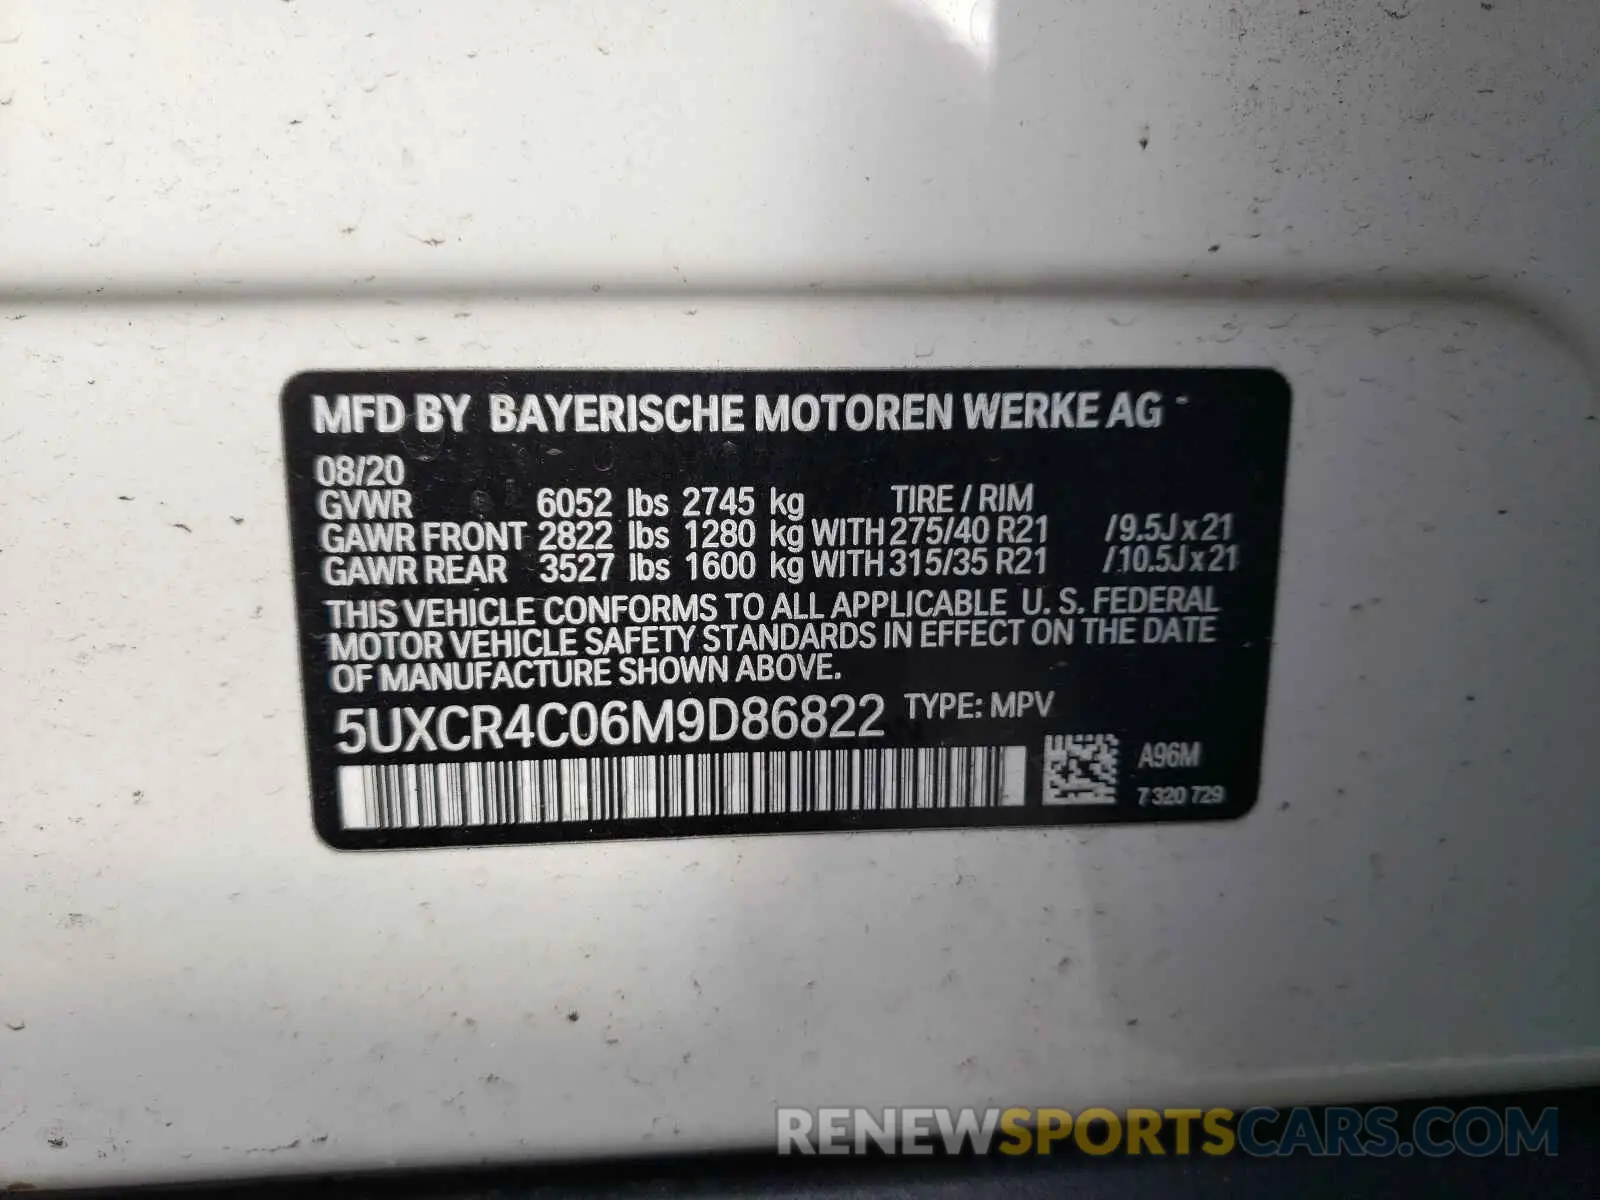 MFD BY BAYERISCHE MOTOREN WERKE AG
08/20
GVWR 6052 lbs 2745 kg TIRE / RIM
GAWR FRONT 2822 lbs 1280 kg WITH 275/40 R21 /9.5J x 21
GAWR REAR 3527 lbs 1600 kg WITH 315/35 R21 /10.5J x 21
THIS VEHICLE CONFORMS TO ALL APPLICABLE U. S. FEDERAL
MOTOR VEHICLE SAFETY STANDARDS IN EFFECT ON THE DATE
OF MANUFACTURE SHOWN ABOVE.
5UXCR4C06M9D86822 TYPE: MPV
A96M
7 320 729
RENEWSPORTSCARS.COM